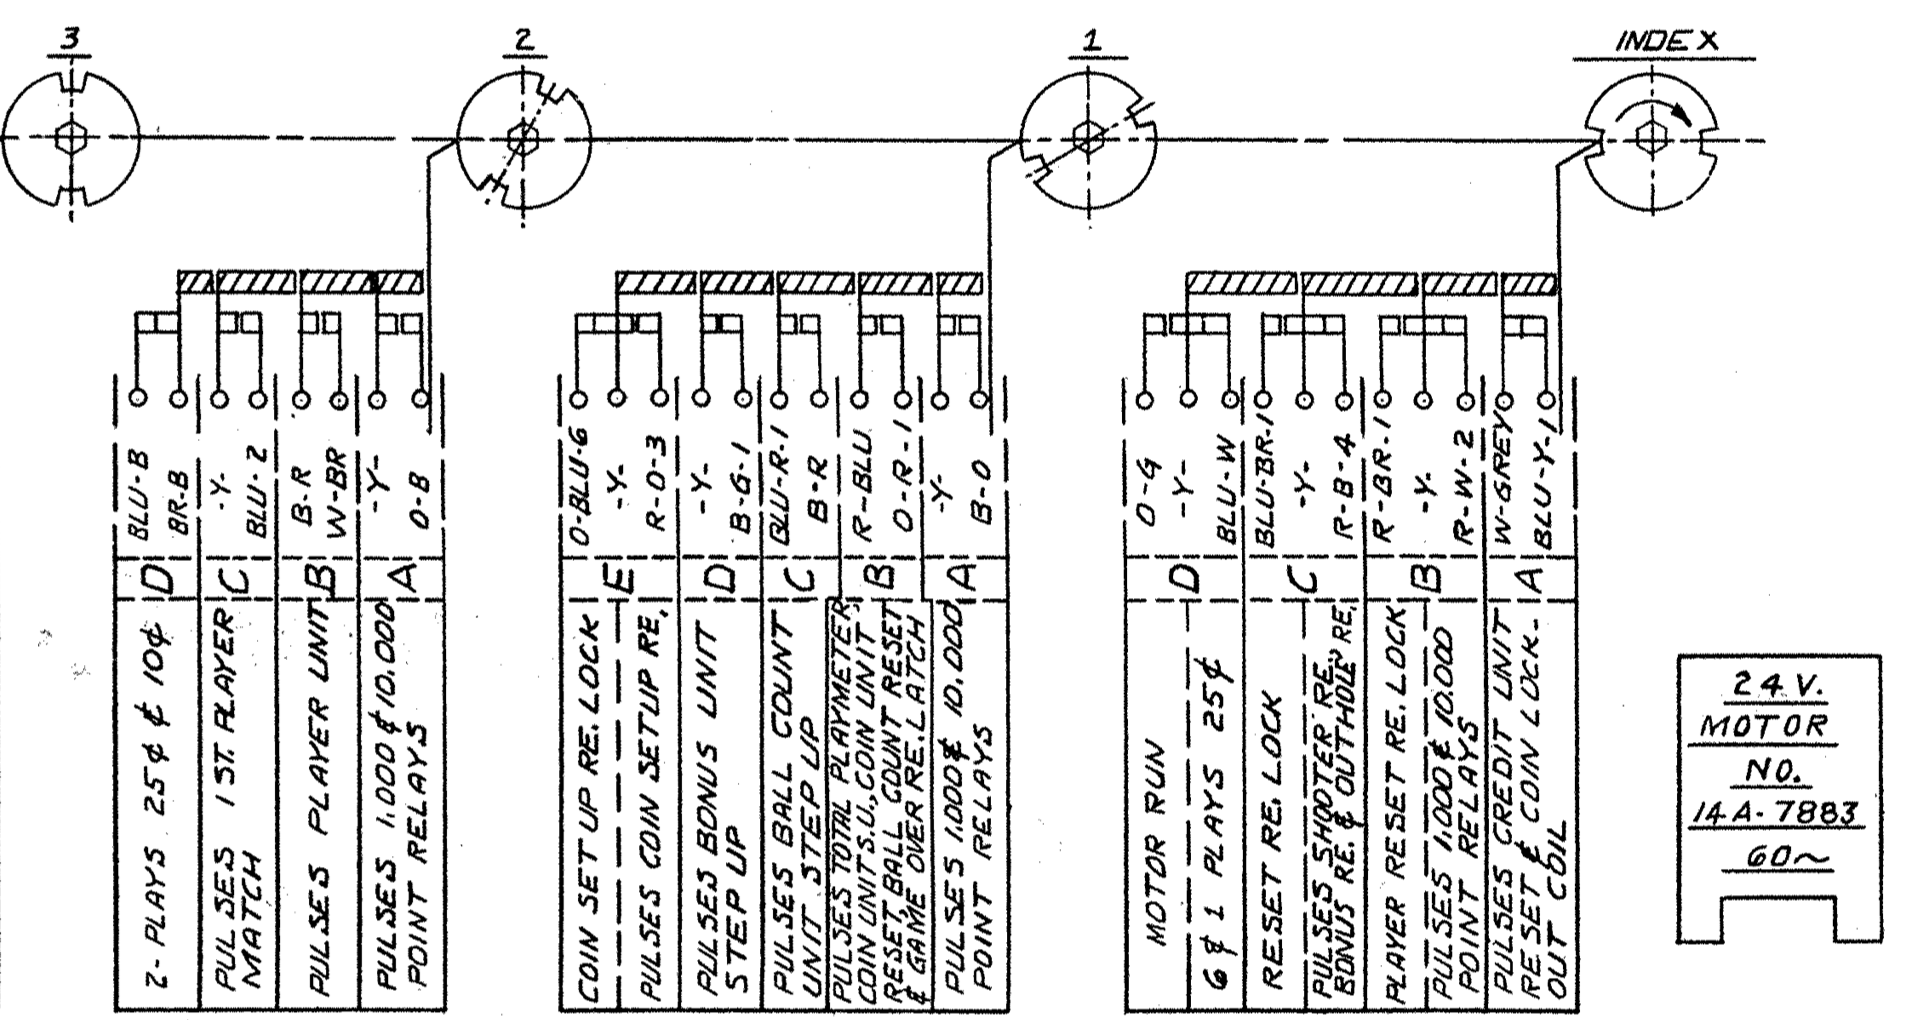 3
2
1
INDEX
BLU-B
BR-B
-Y-
BLU-2
B-R
W-BR
-Y-
O-B
D
C
B
A
2-PLAYS 25¢ & 10¢
PULSES 1ST. PLAYER
MATCH
PULSES PLAYER UNIT
PULSES 1,000 & 10,000
POINT RELAYS
O-BLU-6
-Y-
R-O-3
-Y-
B-G-1
BLU-R-1
B-R
R-BLU
O-R-1
-Y-
B-O
E
D
C
B
A
COIN SET UP RE. LOCK
PULSES COIN SETUP RE.
PULSES BONUS UNIT
STEP UP
PULSES BALL COUNT
UNIT STEP UP
PULSES TOTAL PLAYMETER,
COIN UNIT S.U., COIN UNIT
RESET, BALL COUNT RESET
& GAME OVER RE. LATCH
PULSES 1,000 & 10,000
POINT RELAYS
O-G
-Y-
BLU-W
BLU-BR-1
-Y-
R-B-4
R-BR-1
-Y-
R-W-2
W-GREY
BLU-Y-1
D
C
B
A
MOTOR RUN
6 & 1 PLAYS 25¢
RESET RE. LOCK
PULSES SHOOTER RE.,
BONUS RE. & OUTHOLE RE.
PLAYER RESET RE. LOCK
PULSES 1,000 & 10,000
POINT RELAYS
PULSES CREDIT UNIT
RESET & COIN LOCK-
OUT COIL
24 V.
MOTOR
NO.
14A-7883
60~